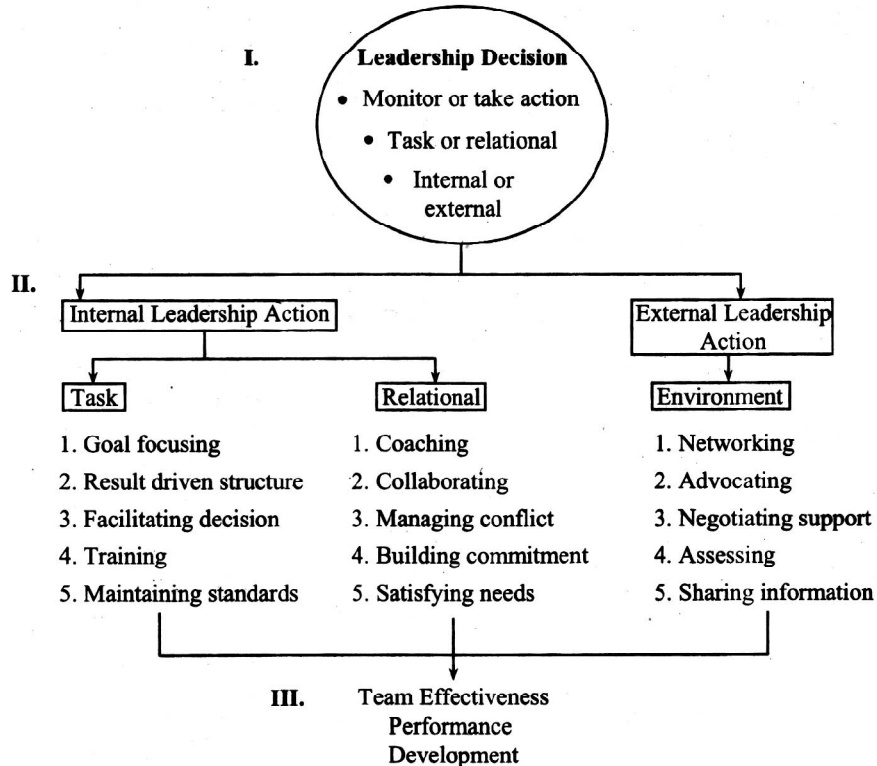 I.
Leadership Decision
• Monitor or take action
• Task or relational
• Internal or
external
II.
Internal Leadership Action
External Leadership
Action
Task
Relational
Environment
1. Goal focusing
2. Result driven structure
3. Facilitating decision
4. Training
5. Maintaining standards
1. Coaching
2. Collaborating
3. Managing conflict
4. Building commitment
5. Satisfying needs
1. Networking
2. Advocating
3. Negotiating support
4. Assessing
5. Sharing information
III.
Team Effectiveness
Performance
Development